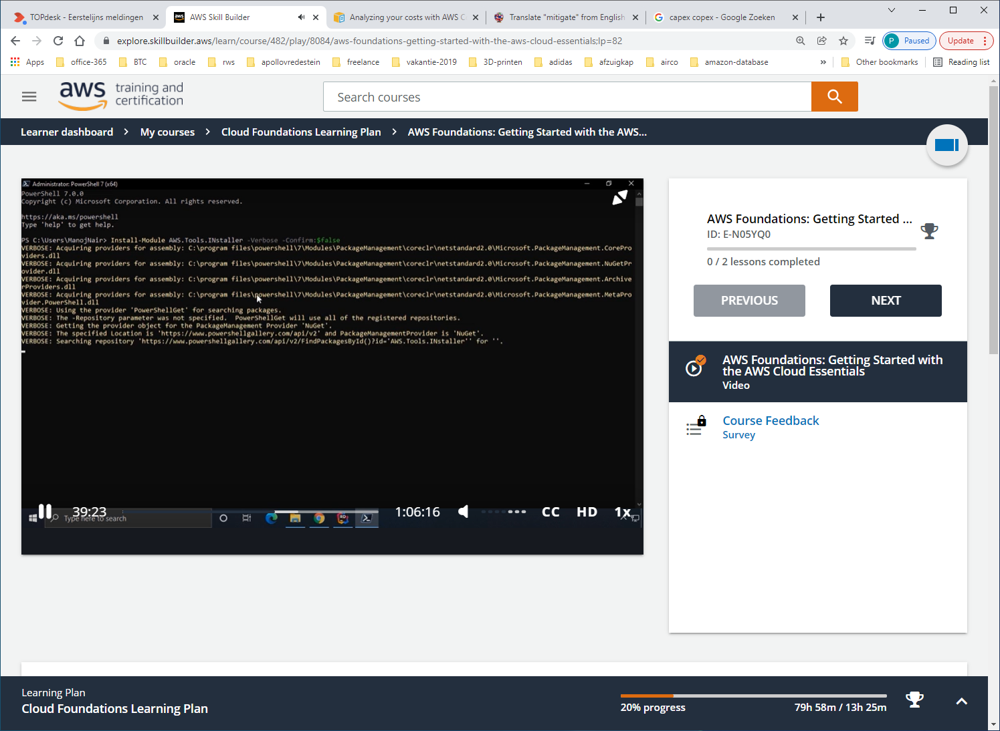 TOPdesk - Eerstelijns meldingen
AWS Skill Builder
Analyzing your costs with AWS C
Translate "mitigate" from English
capex copex - Google Zoeken
explore.skillbuilder.aws/learn/course/482/play/8084/aws-foundations-getting-started-with-the-aws-cloud-essentials;lp=82
P Paused
Update
Apps
office-365
BTC
oracle
rws
apollovredestein
freelance
vakantie-2019
3D-printen
adidas
afzuigkap
airco
amazon-database
»
Other bookmarks
Reading list
aws training and certification
Search courses
Learner dashboard > My courses > Cloud Foundations Learning Plan > AWS Foundations: Getting Started with the AWS...
Administrator: PowerShell 7 (x64)
PowerShell 7.0.0
Copyright (c) Microsoft Corporation. All rights reserved.
https://aka.ms/powershell
Type 'help' to get help.
PS C:\Users\ManojNair> Install-Module AWS.Tools.INstaller -Verbose -Confirm:$false
VERBOSE: Acquiring providers for assembly: C:\program files\powershell\7\Modules\PackageManagement\coreclr\netstandard2.0\Microsoft.PackageManagement.CorePro
viders.dll
VERBOSE: Acquiring providers for assembly: C:\program files\powershell\7\Modules\PackageManagement\coreclr\netstandard2.0\Microsoft.PackageManagement.NuGetPr
ovider.dll
VERBOSE: Acquiring providers for assembly: C:\program files\powershell\7\Modules\PackageManagement\coreclr\netstandard2.0\Microsoft.PackageManagement.Archive
rProviders.dll
VERBOSE: Acquiring providers for assembly: C:\program files\powershell\7\Modules\PackageManagement\coreclr\netstandard2.0\Microsoft.PackageManagement.MetaPro
vider.PowerShell.dll
VERBOSE: Using the provider 'PowerShellGet' for searching packages.
VERBOSE: The -Repository parameter was not specified.  PowerShellGet will use all of the registered repositories.
VERBOSE: Getting the provider object for the PackageManagement Provider 'NuGet'.
VERBOSE: The specified Location is 'https://www.powershellgallery.com/api/v2' and PackageManagementProvider is 'NuGet'.
VERBOSE: Searching repository 'https://www.powershellgallery.com/api/v2/FindPackagesById()?id='AWS.Tools.INstaller'' for ''.
39:23
1:06:16
CC
HD
1x
Type here to search
AWS Foundations: Getting Started ...
ID: E-N05YQ0
0 / 2 lessons completed
PREVIOUS
NEXT
AWS Foundations: Getting Started with
the AWS Cloud Essentials
Video
Course Feedback
Survey
Learning Plan
Cloud Foundations Learning Plan
20% progress
79h 58m / 13h 25m